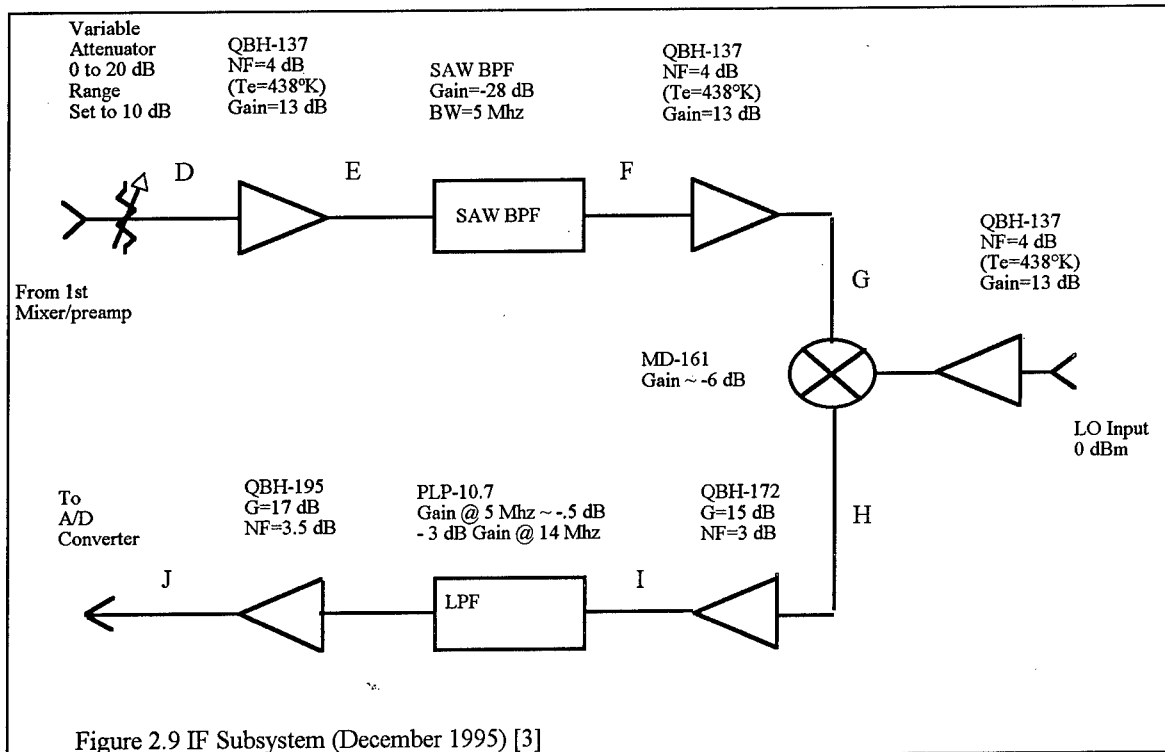 Variable
Attenuator
0 to 20 dB
Range
Set to 10 dB
QBH-137
NF=4 dB
(Te=438°K)
Gain=13 dB
SAW BPF
Gain=-28 dB
BW=5 Mhz
QBH-137
NF=4 dB
(Te=438°K)
Gain=13 dB
D
E
F
SAW BPF
From 1st
Mixer/preamp
G
QBH-137
NF=4 dB
(Te=438°K)
Gain=13 dB
MD-161
Gain ~ -6 dB
LO Input
0 dBm
To
A/D
Converter
QBH-195
G=17 dB
NF=3.5 dB
PLP-10.7
Gain @ 5 Mhz ~ -.5 dB
- 3 dB Gain @ 14 Mhz
QBH-172
G=15 dB
NF=3 dB
H
J
I
LPF
Figure 2.9 IF Subsystem (December 1995) [3]